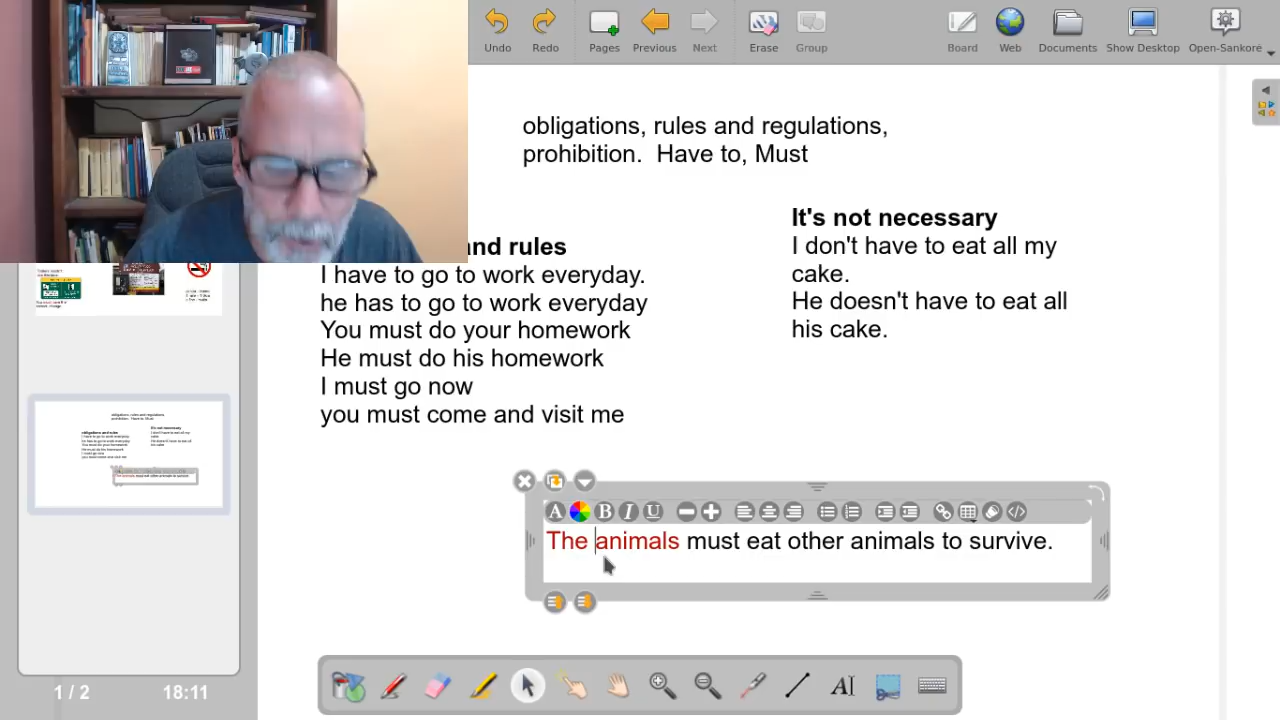 Undo
Redo
Pages
Previous
Next
Erase
Group
Board
Web
Documents
Show Desktop
Open-Sankoré
obligations, rules and regulations,
prohibition. Have to, Must
nd rules
I have to go to work everyday.
he has to go to work everyday
You must do your homework
He must do his homework
I must go now
you must come and visit me
It's not necessary
I don't have to eat all my
cake.
He doesn't have to eat all
his cake.
The animals must eat other animals to survive.
1 / 2
18:11